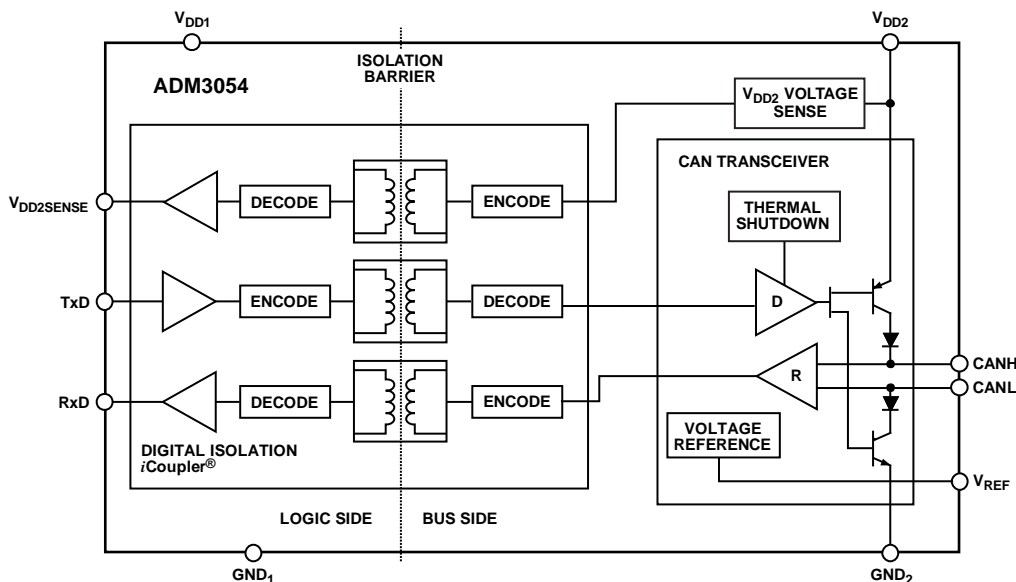 VDD1
VDD2
ADM3054
ISOLATION
BARRIER
VDD2 VOLTAGE
SENSE
CAN TRANSCEIVER
VDD2SENSE
DECODE
ENCODE
THERMAL
SHUTDOWN
TxD
ENCODE
DECODE
D
RxD
DECODE
ENCODE
R
CANH
CANL
VOLTAGE
REFERENCE
VREF
DIGITAL ISOLATION
iCoupler®
LOGIC SIDE
BUS SIDE
GND1
GND2